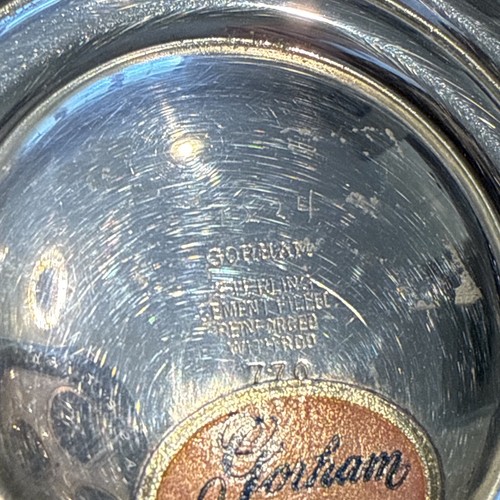 GORHAM
STERLING
CEMENT FILLED
REINFORCED
WITH ROD
770
Gorham